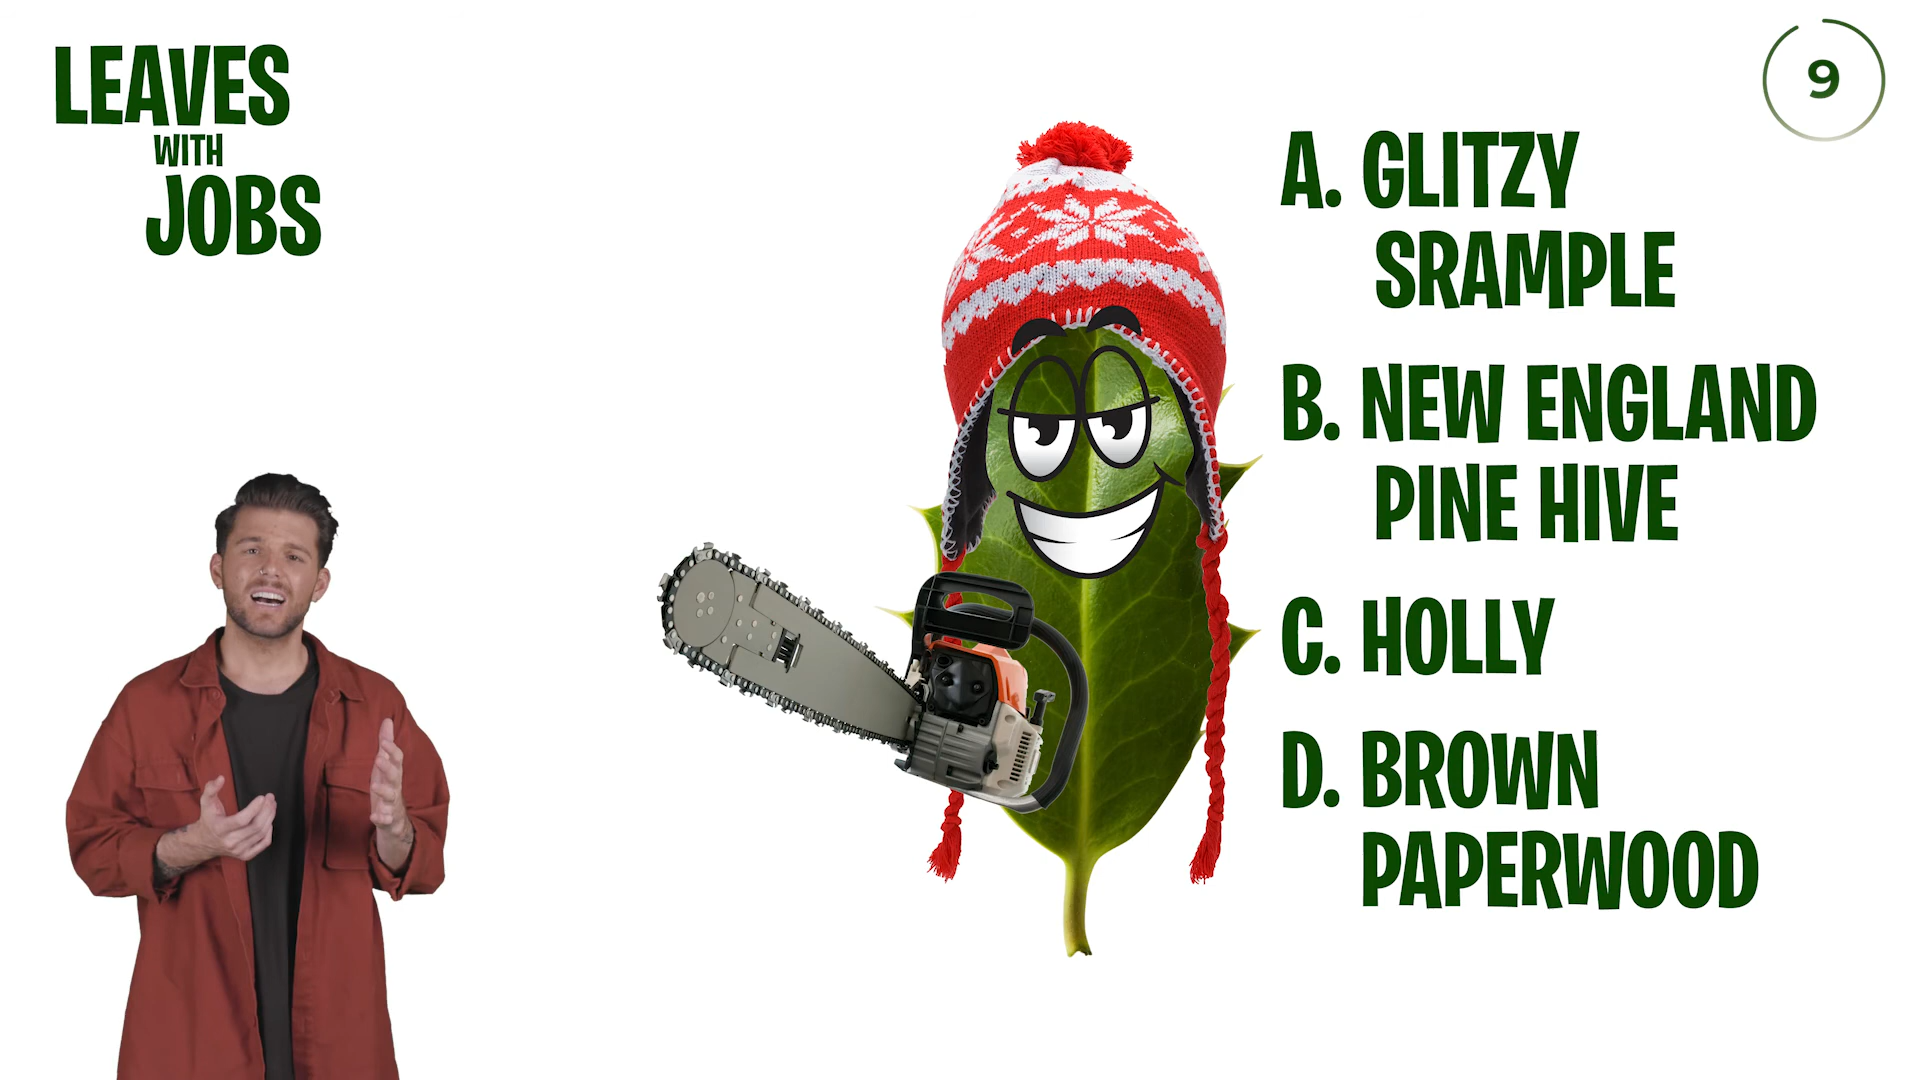 LEAVES
WITH
JOBS
9
A. GLITZY
SRAMPLE
B. NEW ENGLAND
PINE HIVE
C. HOLLY
D. BROWN
PAPERWOOD